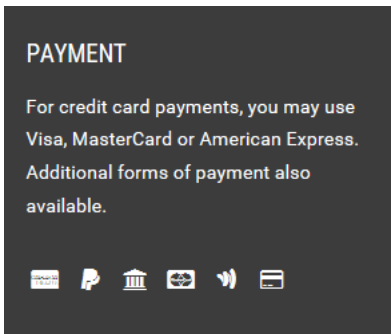 PAYMENT
For credit card payments, you may use
Visa, MasterCard or American Express.
Additional forms of payment also
available.